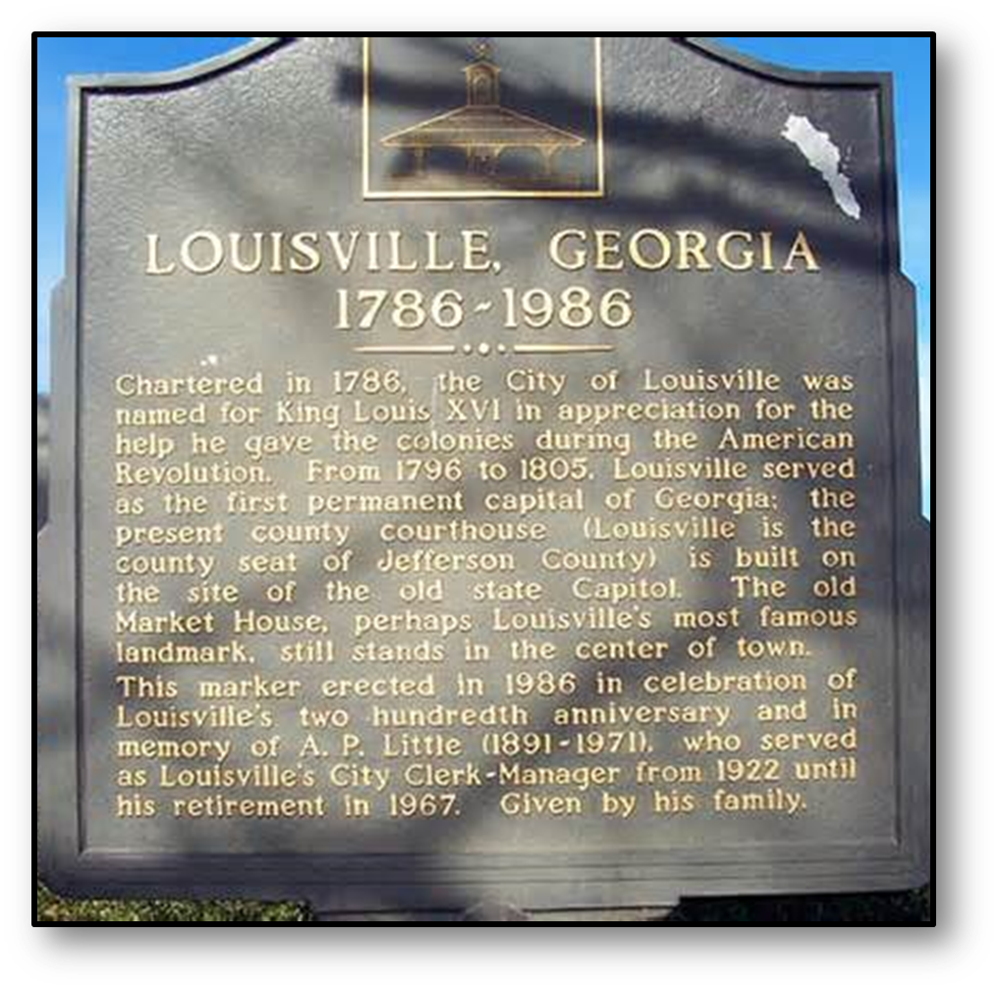 LOUISVILLE, GEORGIA
1786-1986
Chartered in 1786, the City of Louisville was
named for King Louis XVI in appreciation for the
help he gave the colonies during the American
Revolution. From 1796 to 1805, Louisville served
as the first permanent capital of Georgia; the
present county courthouse (Louisville is the
county seat of Jefferson County) is built on
the site of the old state Capitol. The old
Market House, perhaps Louisville's most famous
landmark, still stands in the center of town.
This marker erected in 1986 in celebration of
Louisville's two hundredth anniversary and in
memory of A. P. Little (1891-1971), who served
as Louisville's City Clerk-Manager from 1922 until
his retirement in 1967. Given by his family.